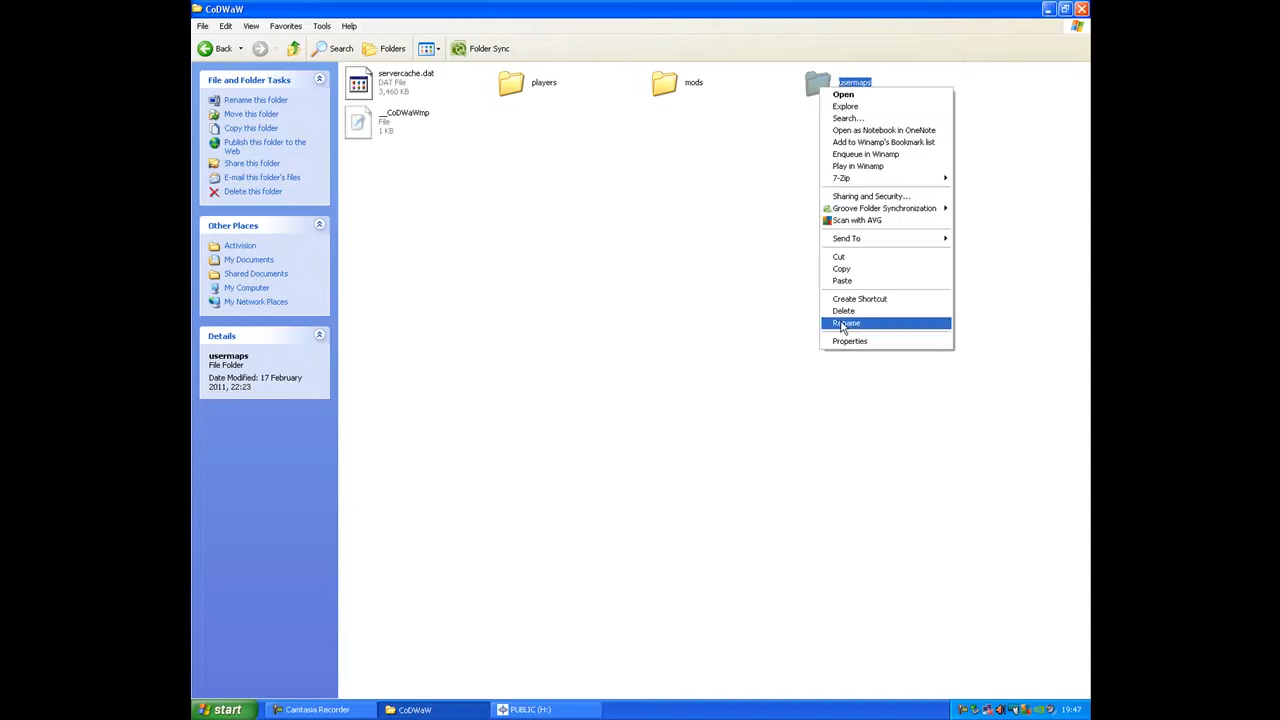 CoDWaW
File Edit View Favorites Tools Help
Back Search Folders Folder Sync
File and Folder Tasks
Rename this folder
Move this folder
Copy this folder
Publish this folder to the
Web
Share this folder
E-mail this folder's files
Delete this folder
Other Places
Activision
My Documents
Shared Documents
My Computer
My Network Places
Details
usermaps
File Folder
Date Modified: 17 February
2011, 22:23
servercache.dat
DAT File
3,460 KB
players
mods
usermaps
__CoDWaWmp
File
1 KB
Open
Explore
Search...
Open as Notebook in OneNote
Add to Winamp's Bookmark list
Enqueue in Winamp
Play in Winamp
7-Zip
Sharing and Security...
Groove Folder Synchronization
Scan with AVG
Send To
Cut
Copy
Paste
Create Shortcut
Delete
Rename
Properties
start Camtasia Recorder CoDWaW PUBLIC (H:) 19:47